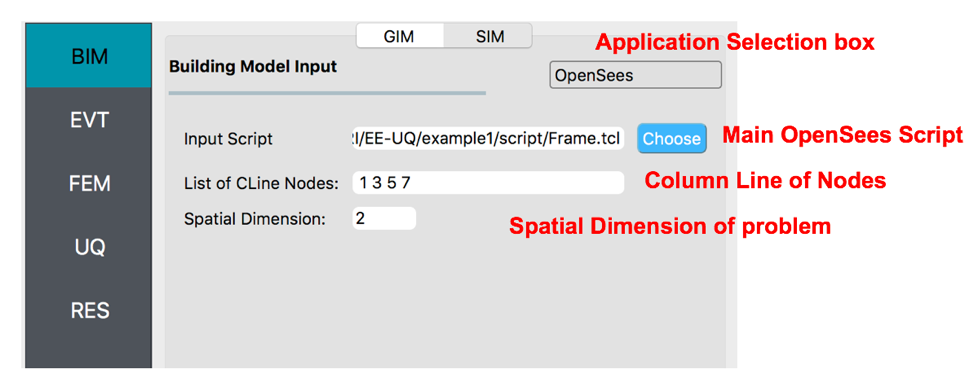 GIM SIM
BIM
Application Selection box
Building Model Input
OpenSees
EVT
Input Script I/EE-UQ/example1/script/Frame.tcl Choose Main OpenSees Script
FEM
List of CLine Nodes: 1 3 5 7 Column Line of Nodes
Spatial Dimension: 2 Spatial Dimension of problem
UQ
RES